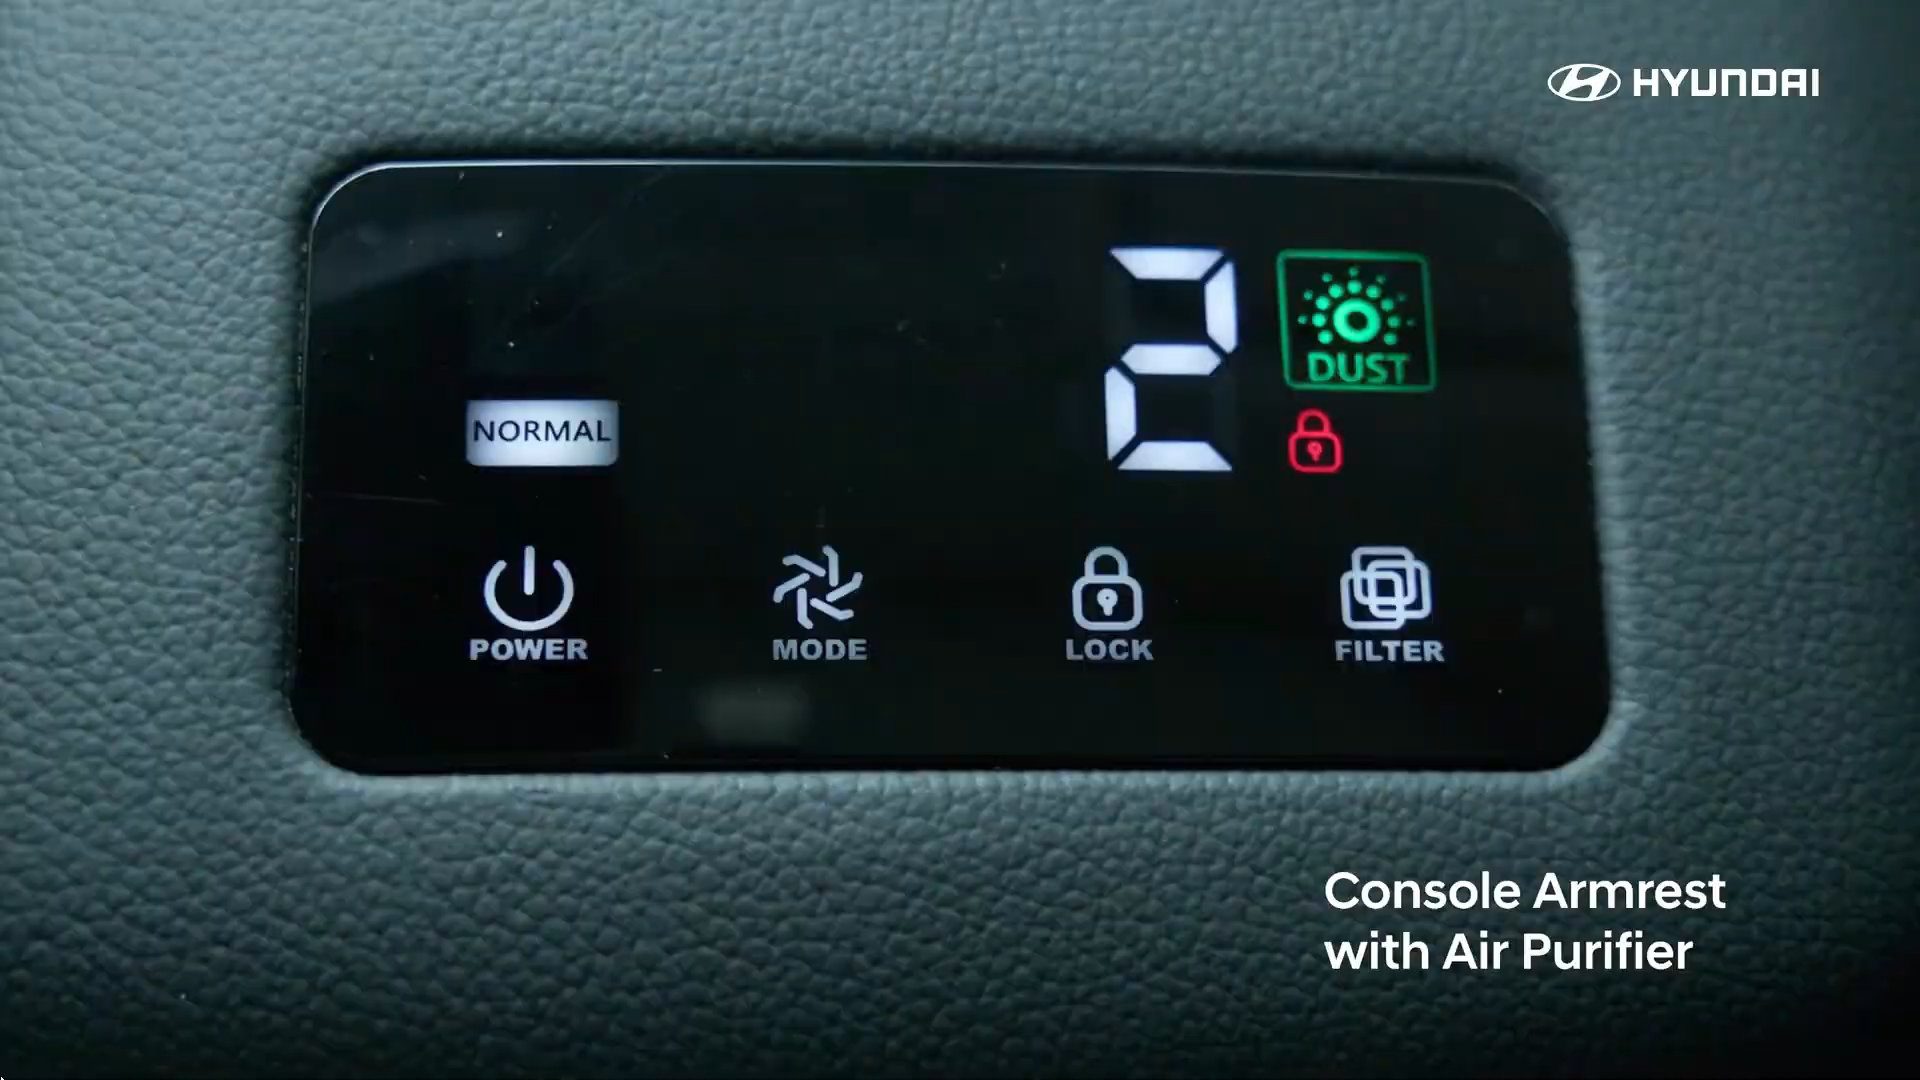 HYUNDAI
2
DUST
NORMAL
POWER
MODE
LOCK
FILTER
Console Armrest
with Air Purifier